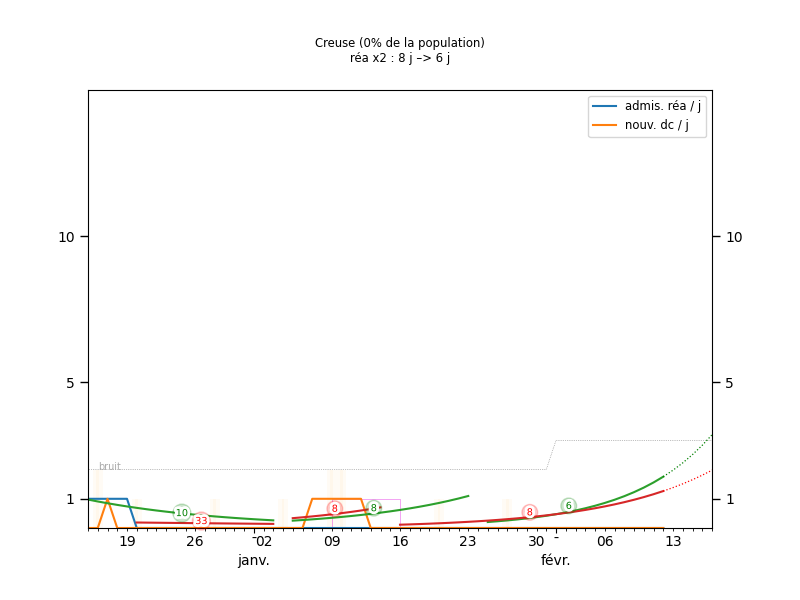 Creuse (0% de la population)
réa x2 : 8 j –> 6 j
admis. réa / j
nouv. dc / j
10 10
5 5
bruit
1 1
10 33 8 8 8 6
19 26 02 09 16 23 30 06 13
janv. févr.